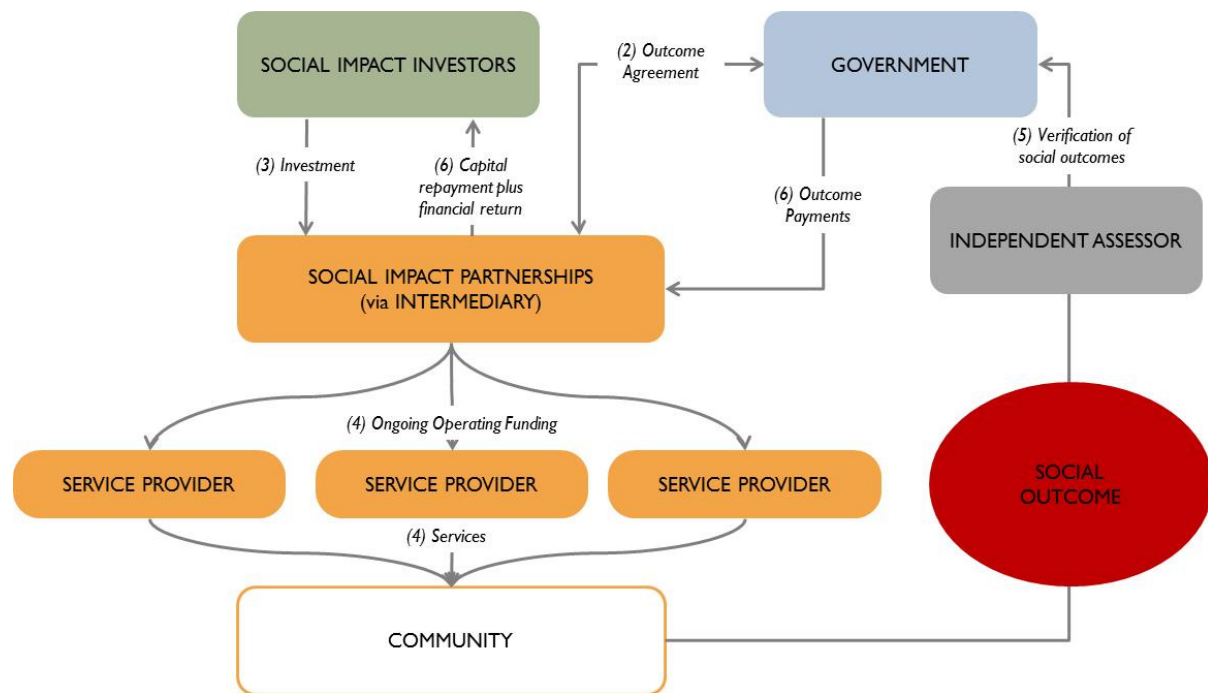 SOCIAL IMPACT INVESTORS
(2) Outcome
Agreement
GOVERNMENT
(3) Investment
(6) Capital
repayment plus
financial return
(6) Outcome
Payments
(5) Verification of
social outcomes
INDEPENDENT ASSESSOR
SOCIAL IMPACT PARTNERSHIPS
(via INTERMEDIARY)
(4) Ongoing Operating Funding
SERVICE PROVIDER
SERVICE PROVIDER
SERVICE PROVIDER
SOCIAL
OUTCOME
(4) Services
COMMUNITY